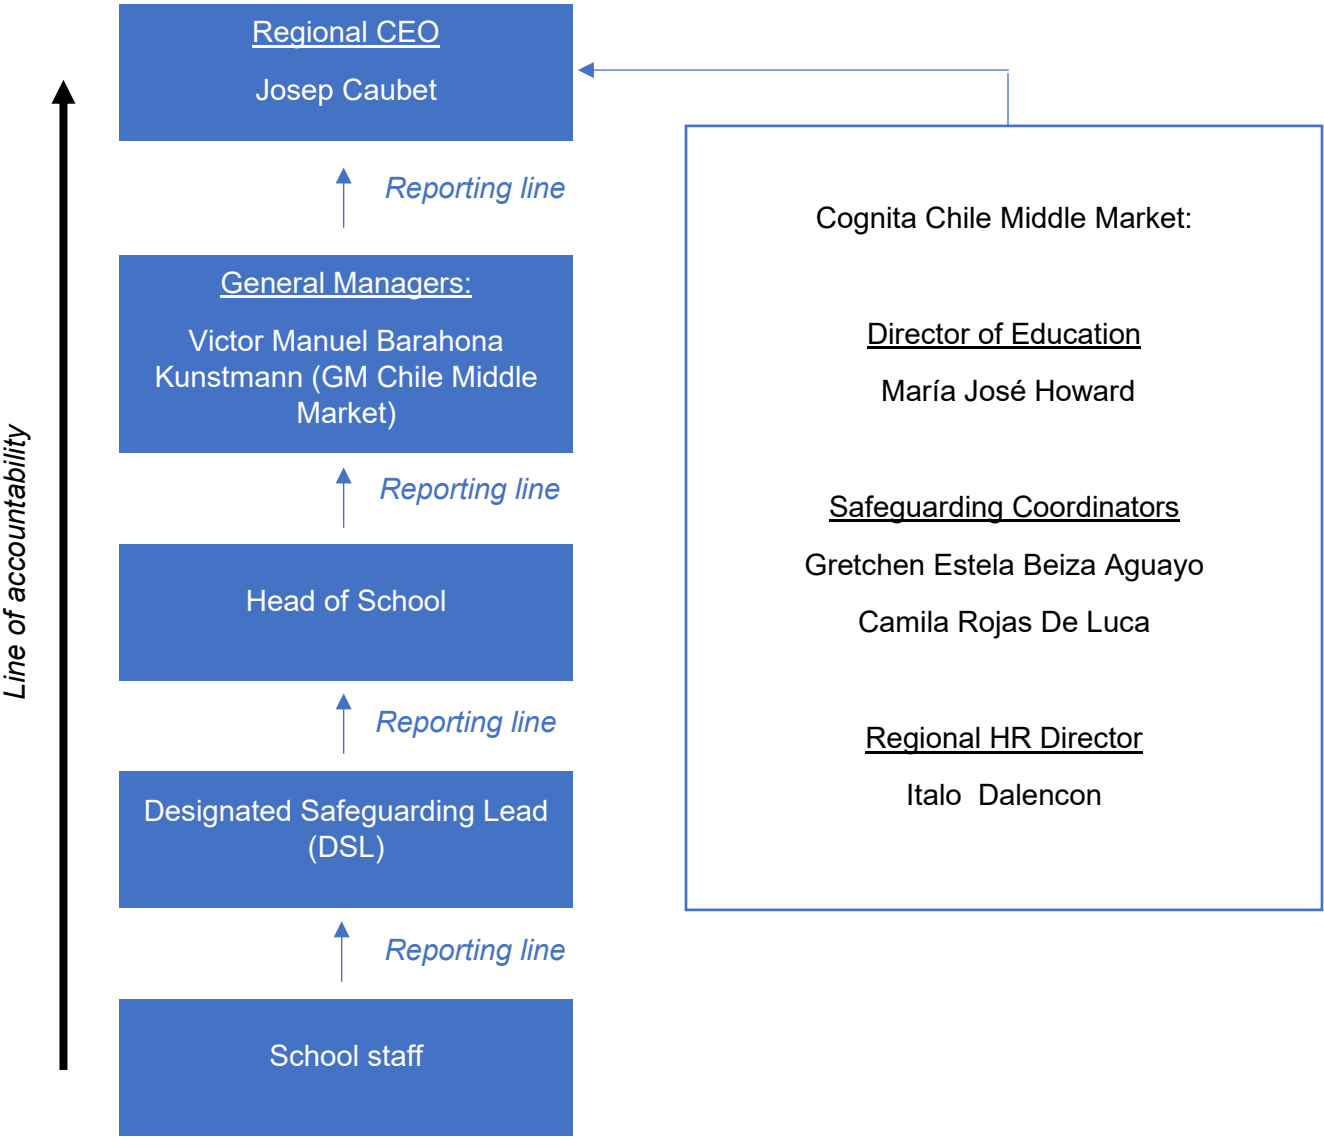 Regional CEO
Josep Caubet
Reporting line
General Managers:
Victor Manuel Barahona
Kunstmann (GM Chile Middle
Market)
Reporting line
Head of School
Reporting line
Designated Safeguarding Lead
(DSL)
Reporting line
School staff
Line of accountability
Cognita Chile Middle Market:
Director of Education
María José Howard
Safeguarding Coordinators
Gretchen Estela Beiza Aguayo
Camila Rojas De Luca
Regional HR Director
Italo  Dalencon